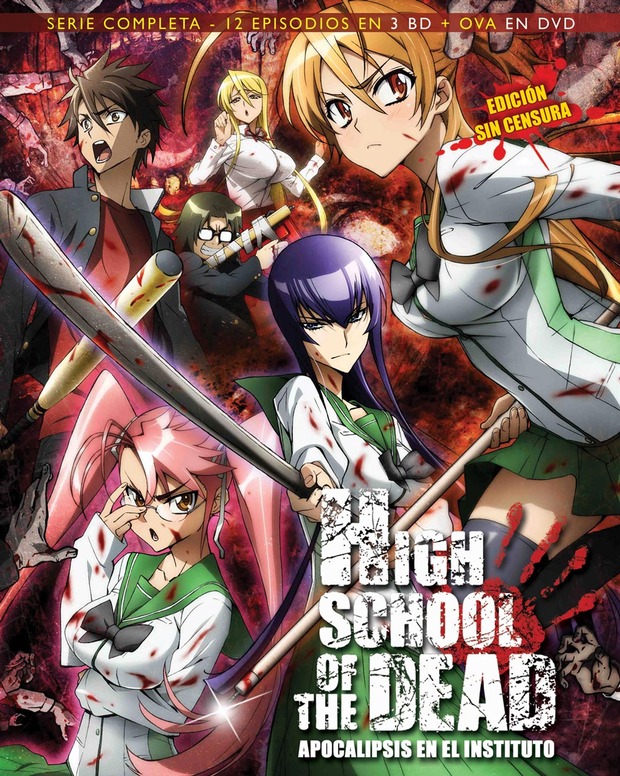 SERIE COMPLETA - 12 EPISODIOS EN 3 BD + OVA EN DVD
EDICIÓN
SIN CENSURA
HIGH
SCHOOL
OF
THE DEAD
APOCALIPSIS EN EL INSTITUTO